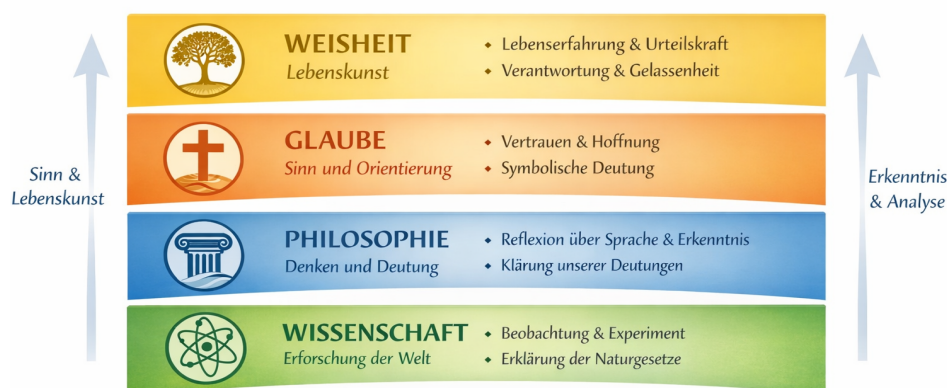 WEISHEIT
Lebenskunst
◆ Lebenserfahrung & Urteilskraft
◆ Verantwortung & Gelassenheit
GLAUBE
Sinn und Orientierung
◆ Vertrauen & Hoffnung
◆ Symbolische Deutung
Sinn &
Lebenskunst
Erkenntnis
& Analyse
PHILOSOPHIE
Denken und Deutung
◆ Reflexion über Sprache & Erkenntnis
◆ Klärung unserer Deutungen
WISSENSCHAFT
Erforschung der Welt
◆ Beobachtung & Experiment
◆ Erklärung der Naturgesetze